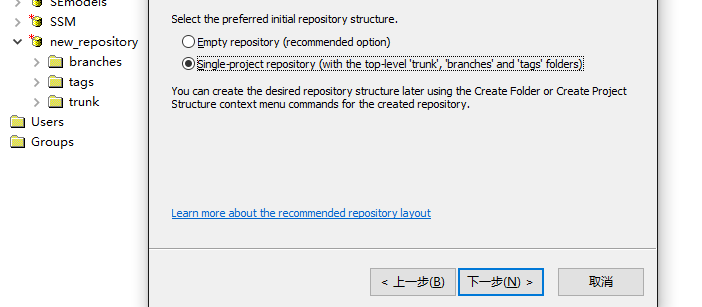 SEmodels
SSM
new_repository
branches
tags
trunk
Users
Groups
Select the preferred initial repository structure.
Empty repository (recommended option)
Single-project repository (with the top-level 'trunk', 'branches' and 'tags' folders)
You can create the desired repository structure later using the Create Folder or Create Project
Structure context menu commands for the created repository.
Learn more about the recommended repository layout
< 上一步(B)
下一步(N) >
取消